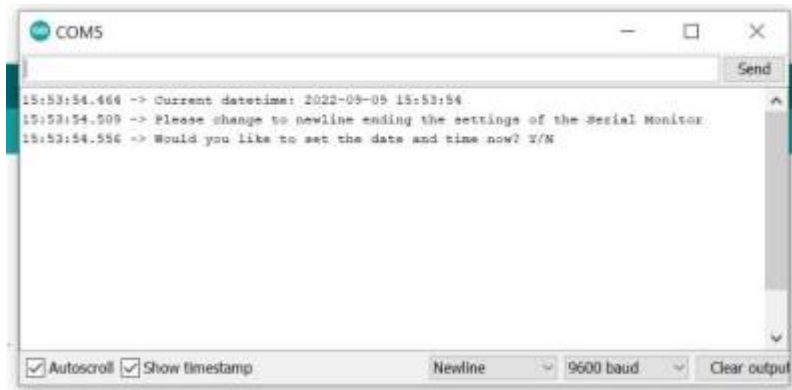 COM5
Send
15:53:54.464 -> Current datetime: 2022-09-05 15:53:54
15:53:54.509 -> Please change to newline ending the settings of the Serial Monitor
15:53:54.556 -> Would you like to set the date and time now? Y/N
Autoscroll Show timestamp Newline 9600 baud Clear output